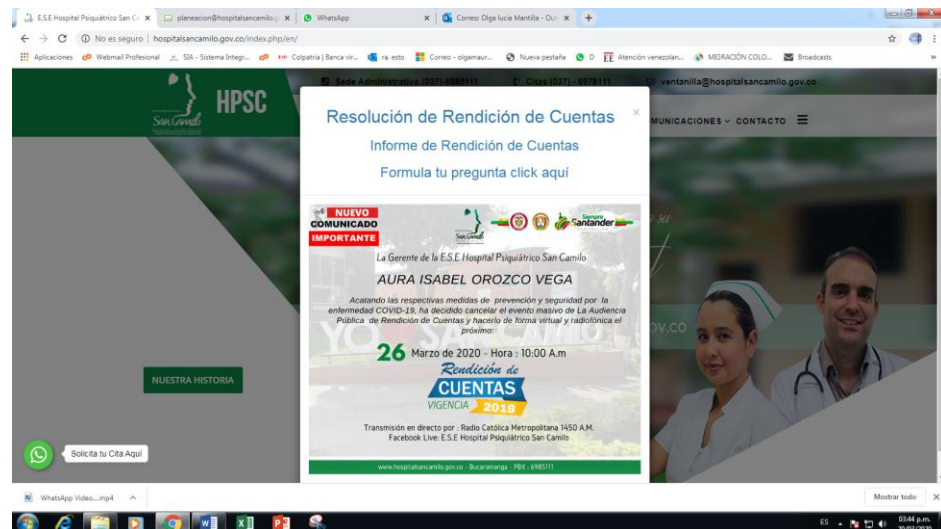 E.S.E Hospital Psiquiátrico San C
planeacion@hospitalsancamilo.g
WhatsApp
Correo: Olga lucia Mantilla - Out
No es seguro | hospitalsancamilo.gov.co/index.php/en/
Aplicaciones
Webmail Profesional
SIA - Sistema Integr...
Colpatria | Banca vir...
ra. esto
Correo - olgamaur...
Nueva pestaña
D
Atención venezolan...
MIGRACIÓN COLO...
Broadcasts
»
Sede Administrativa (037)-6985111
Citas (037) - 6978111
ventanilla@hospitalsancamilo.gov.co
San Camilo
HPSC
MUNICACIONES
CONTACTO
Resolución de Rendición de Cuentas
×
Informe de Rendición de Cuentas
Formula tu pregunta click aquí
NUEVO
COMUNICADO
IMPORTANTE
San Camilo
Siempre
Santander
La Gerente de la E.S.E Hospital Psiquiátrico San Camilo
AURA ISABEL OROZCO VEGA
Acatando las respectivas medidas de prevención y seguridad por la
enfermedad COVID-19, ha decidido cancelar el evento masivo de La Audiencia
Pública de Rendición de Cuentas y hacerlo de forma virtual y radiofónica el
próximo:
26 Marzo de 2020 - Hora : 10:00 A.m
Rendición de
CUENTAS
VIGENCIA 2019
Transmisión en directo por : Radio Católica Metropolitana 1450 A.M.
Facebook Live: E.S.E Hospital Psiquiátrico San Camilo
www.hospitalsancamilo.gov.co - Bucaramanga - PBX : 6985111
su
OV.CO
NUESTRA HISTORIA
Solicita tu Cita Aquí
WhatsApp Video....mp4
Mostrar todo
ES
03:44 p.m.
20/03/2020